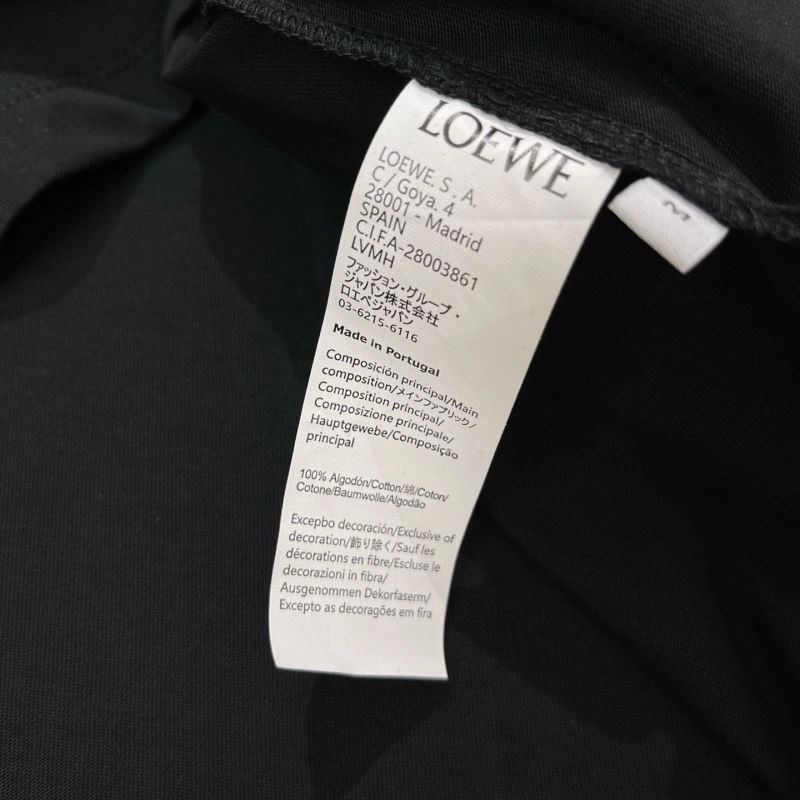 LOEWE
LOEWE. S . A.
C / Goya. 4
28001 - Madrid
SPAIN
C.I.F.A-28003861
LVMH
ファッション・グループ・
ジャパン株式会社
ロエベジャパン
03-6215-6116
Made in Portugal
Composición principal/Main
composition/メインファブリック/
Composition principal/
Composizione principale/
Hauptgewebe/Composição
principal
100% Algodón/Cotton/綿/Coton/
Cotone/Baumwolle/Algodão
Excepbo decoración/Exclusive of
decoration/飾り除く/Sauf les
décorations en fibre/Escluse le
decorazioni in fibra/
Ausgenommen Dekorfaserm/
Excepto as decorações em fira
M